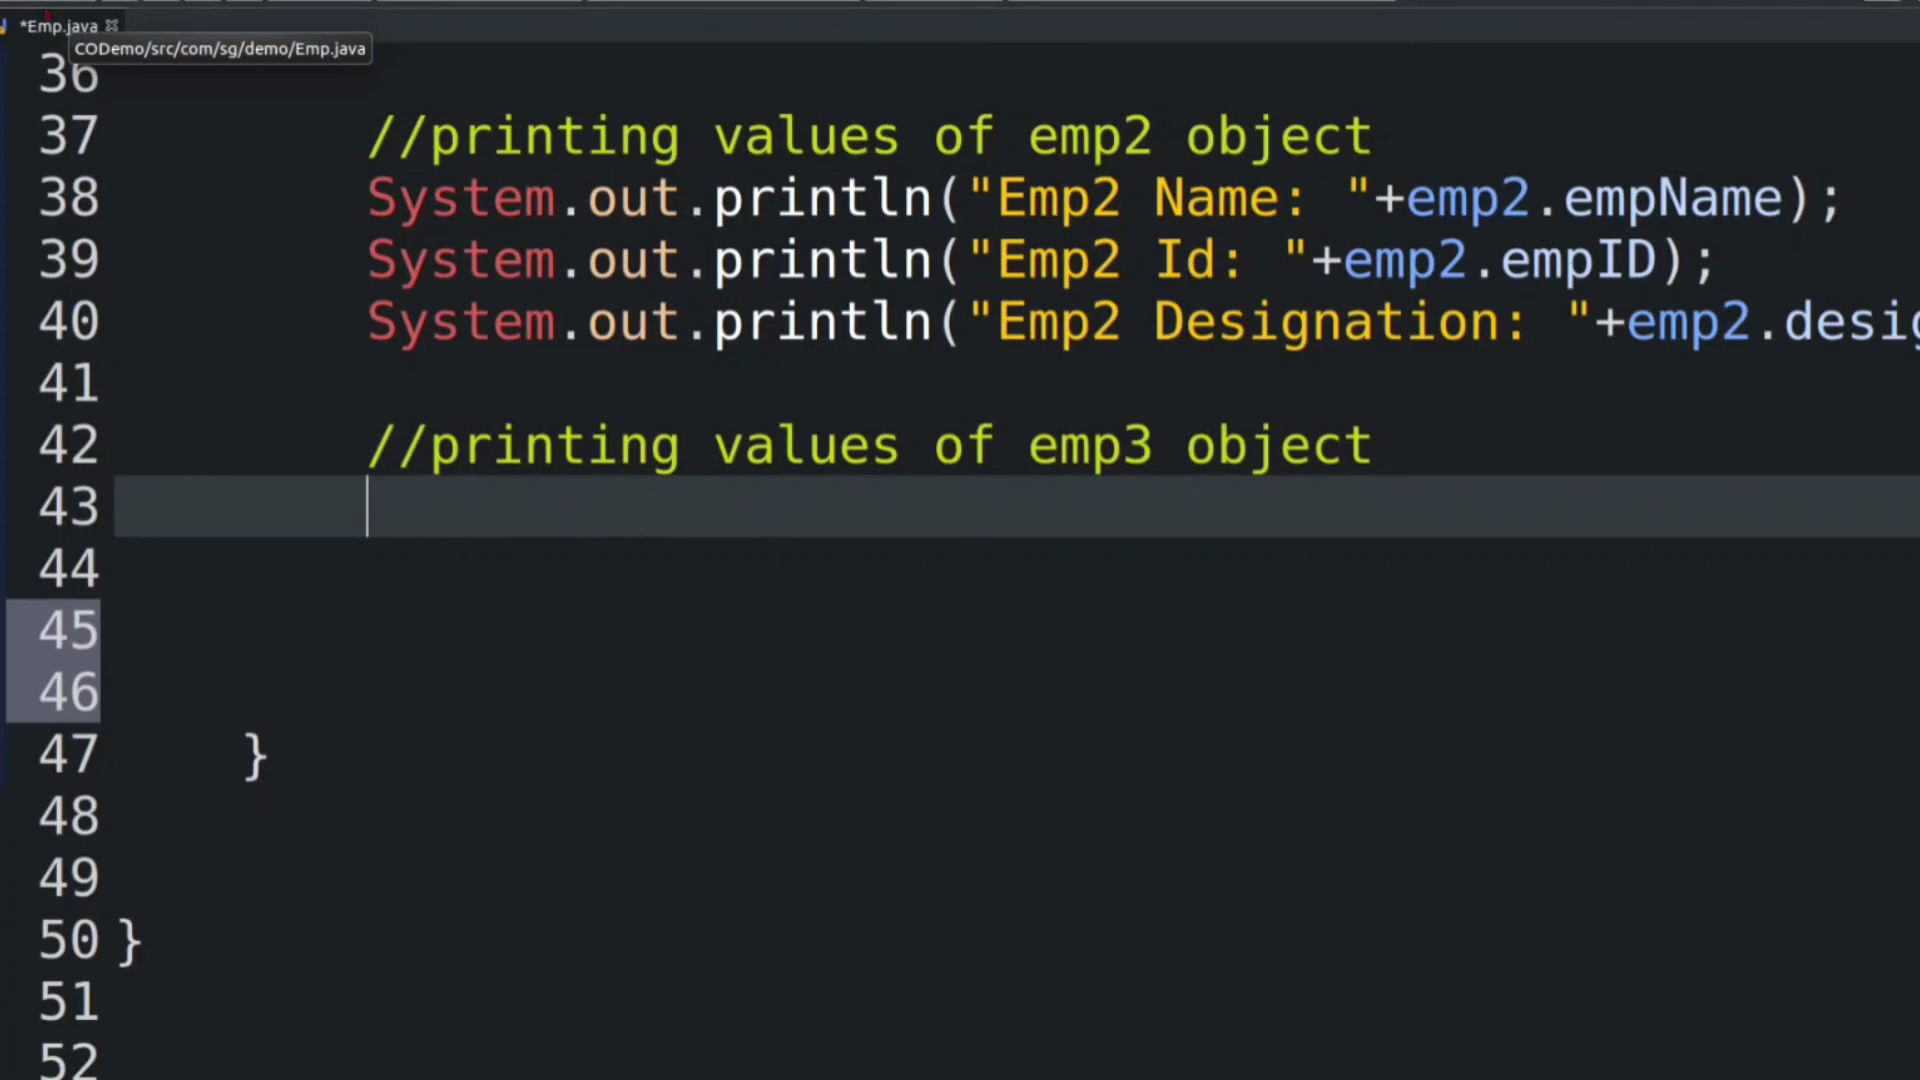 *Emp.java
CODemo/src/com/sg/demo/Emp.java
36
37 //printing values of emp2 object
38 System.out.println("Emp2 Name: "+emp2.empName);
39 System.out.println("Emp2 Id: "+emp2.empID);
40 System.out.println("Emp2 Designation: "+emp2.desig
41
42 //printing values of emp3 object
43
44
45
46
47 }
48
49
50 }
51
52